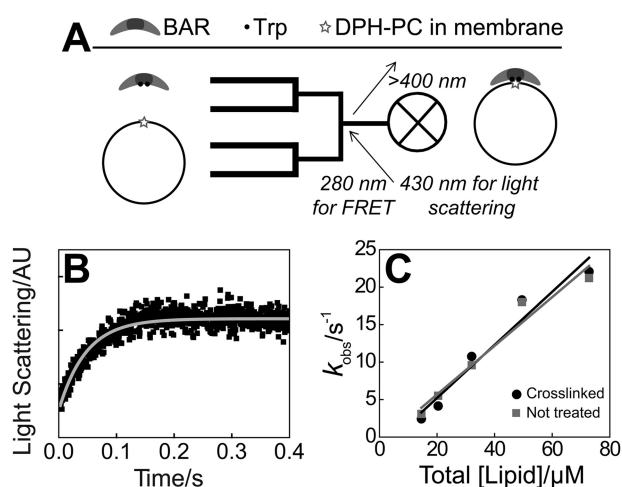 A
BAR
Trp
DPH-PC in membrane
>400 nm
280 nm
for FRET
430 nm for light
scattering
B
Light Scattering/AU
0.0 0.1 0.2 0.3 0.4
Time/s
C
k_obs/s⁻¹
25
20
15
10
5
0
Crosslinked
Not treated
0 20 40 60 80
Total [Lipid]/µM